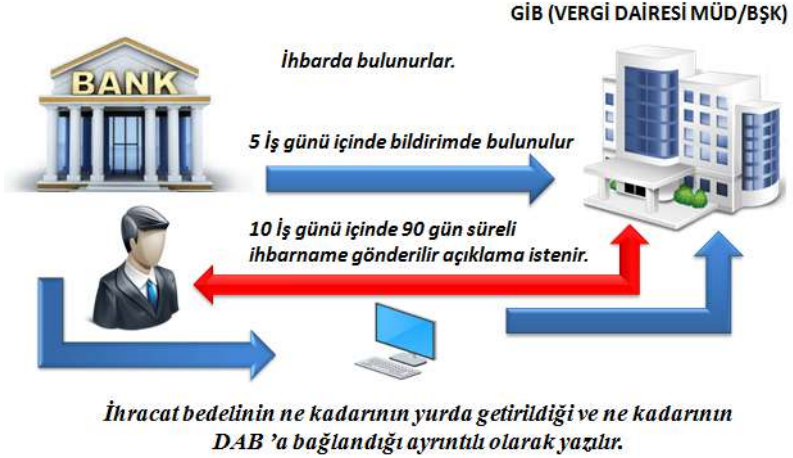 GİB (VERGİ DAİRESİ MÜD/BŞK)
BANK
İhbarda bulunurlar.
5 İş günü içinde bildirimde bulunulur
10 İş günü içinde 90 gün süreli
ihbarname gönderilir açıklama istenir.
İhracat bedelinin ne kadarının yurda getirildiği ve ne kadarının
DAB 'a bağlandığı ayrıntılı olarak yazılır.